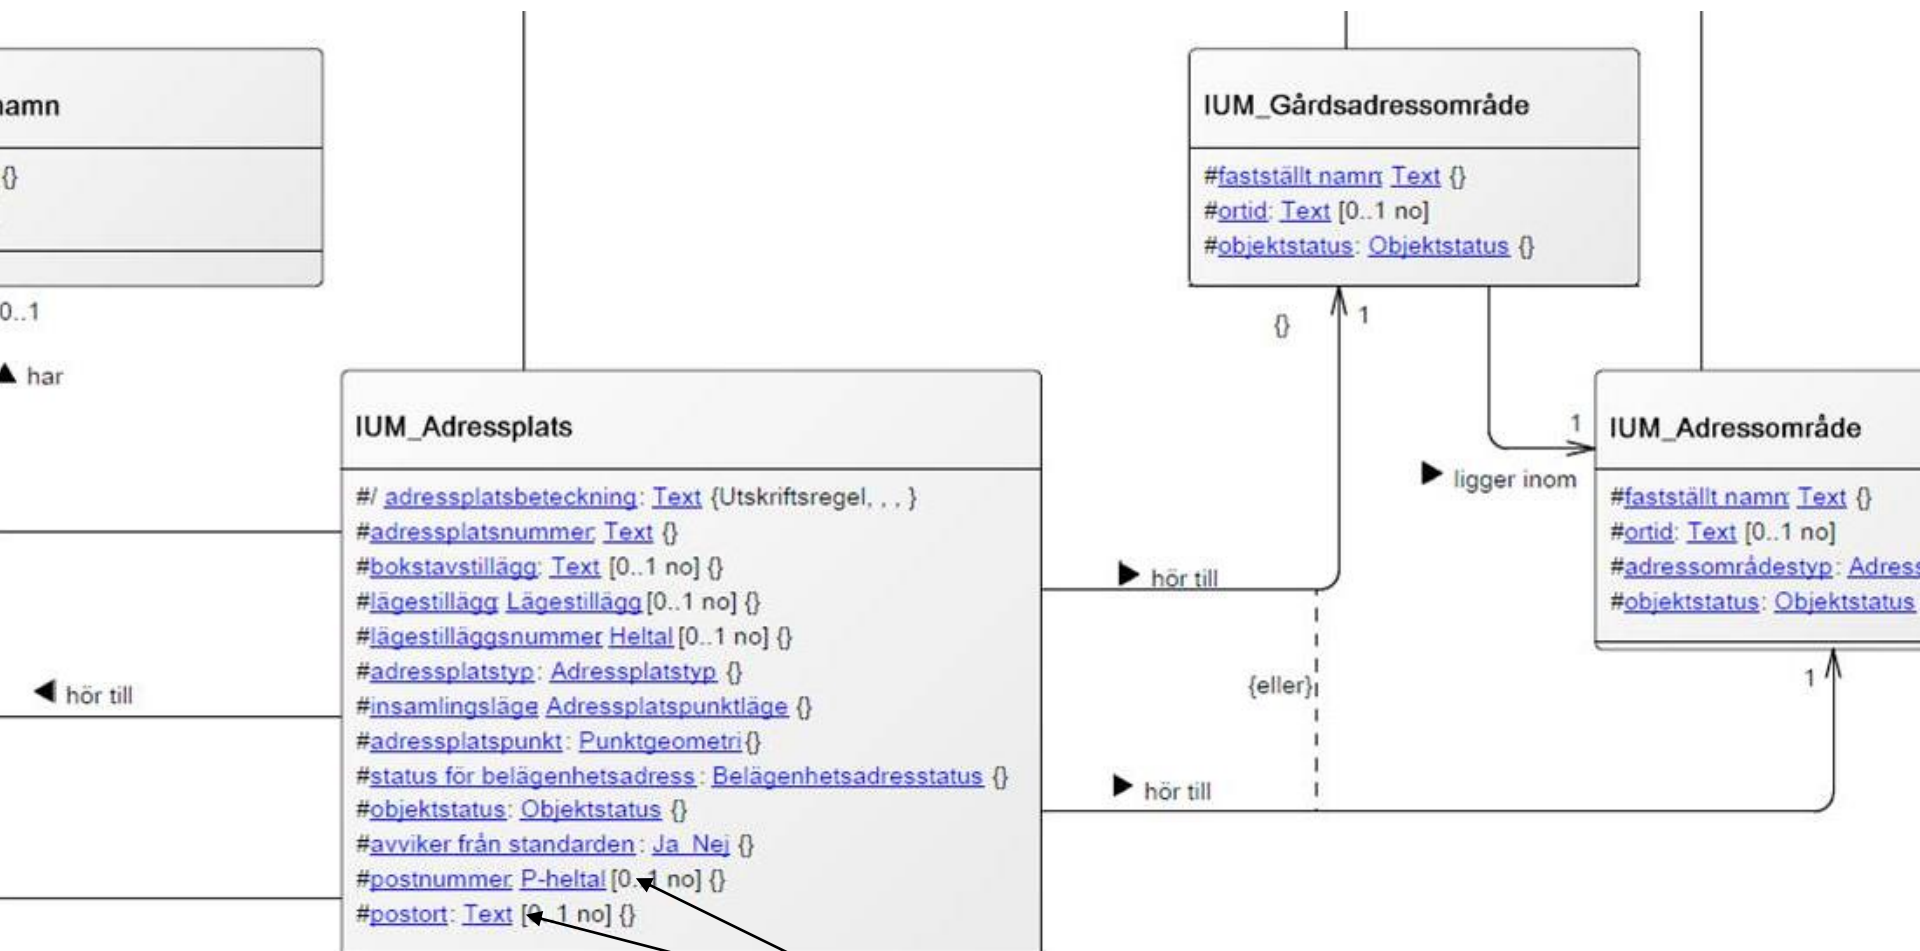 IUM_Gårdsadressområde
#fastställt namn Text {}
#ortid: Text [0..1 no]
#objektstatus: Objektstatus {}
{}
0..1
har
{} 1
IUM_Adressplats
#/ adressplatsbeteckning: Text {Utskriftsregel, , , }
#adressplatsnummer: Text {}
#bokstavstillägg: Text [0..1 no] {}
#lägestillägg Lägestillägg [0..1 no] {}
#lägestilläggsnummer Heltal [0..1 no] {}
#adressplatstyp: Adressplatstyp {}
#insamlingsläge Adressplatspunktläge {}
#adressplatspunkt: Punktgeometri {}
#status för belägenhetsadress: Belägenhetsadresstatus {}
#objektstatus: Objektstatus {}
#avviker från standarden: Ja Nej {}
#postnummer: P-heltal [0..1 no] {}
#postort: Text [0..1 no] {}
hör till
hör till
{eller}
hör till
1
ligger inom
IUM_Adressområde
#fastställt namn Text {}
#ortid: Text [0..1 no]
#adressområdestyp: Adress
#objektstatus: Objektstatus
1